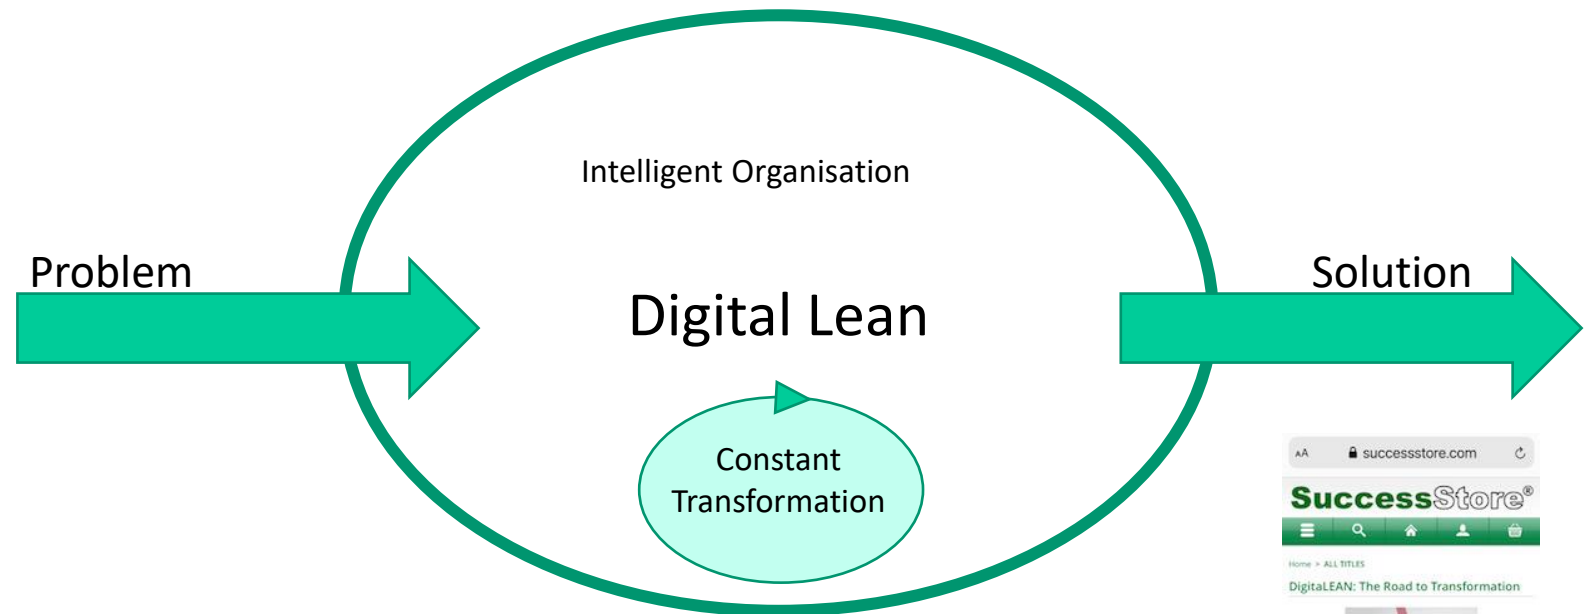 Intelligent Organisation
Problem
Solution
Digital Lean
Constant
Transformation
AA successstore.com
SuccessStore®
Home > ALL TITLES
DigitaLEAN: The Road to Transformation